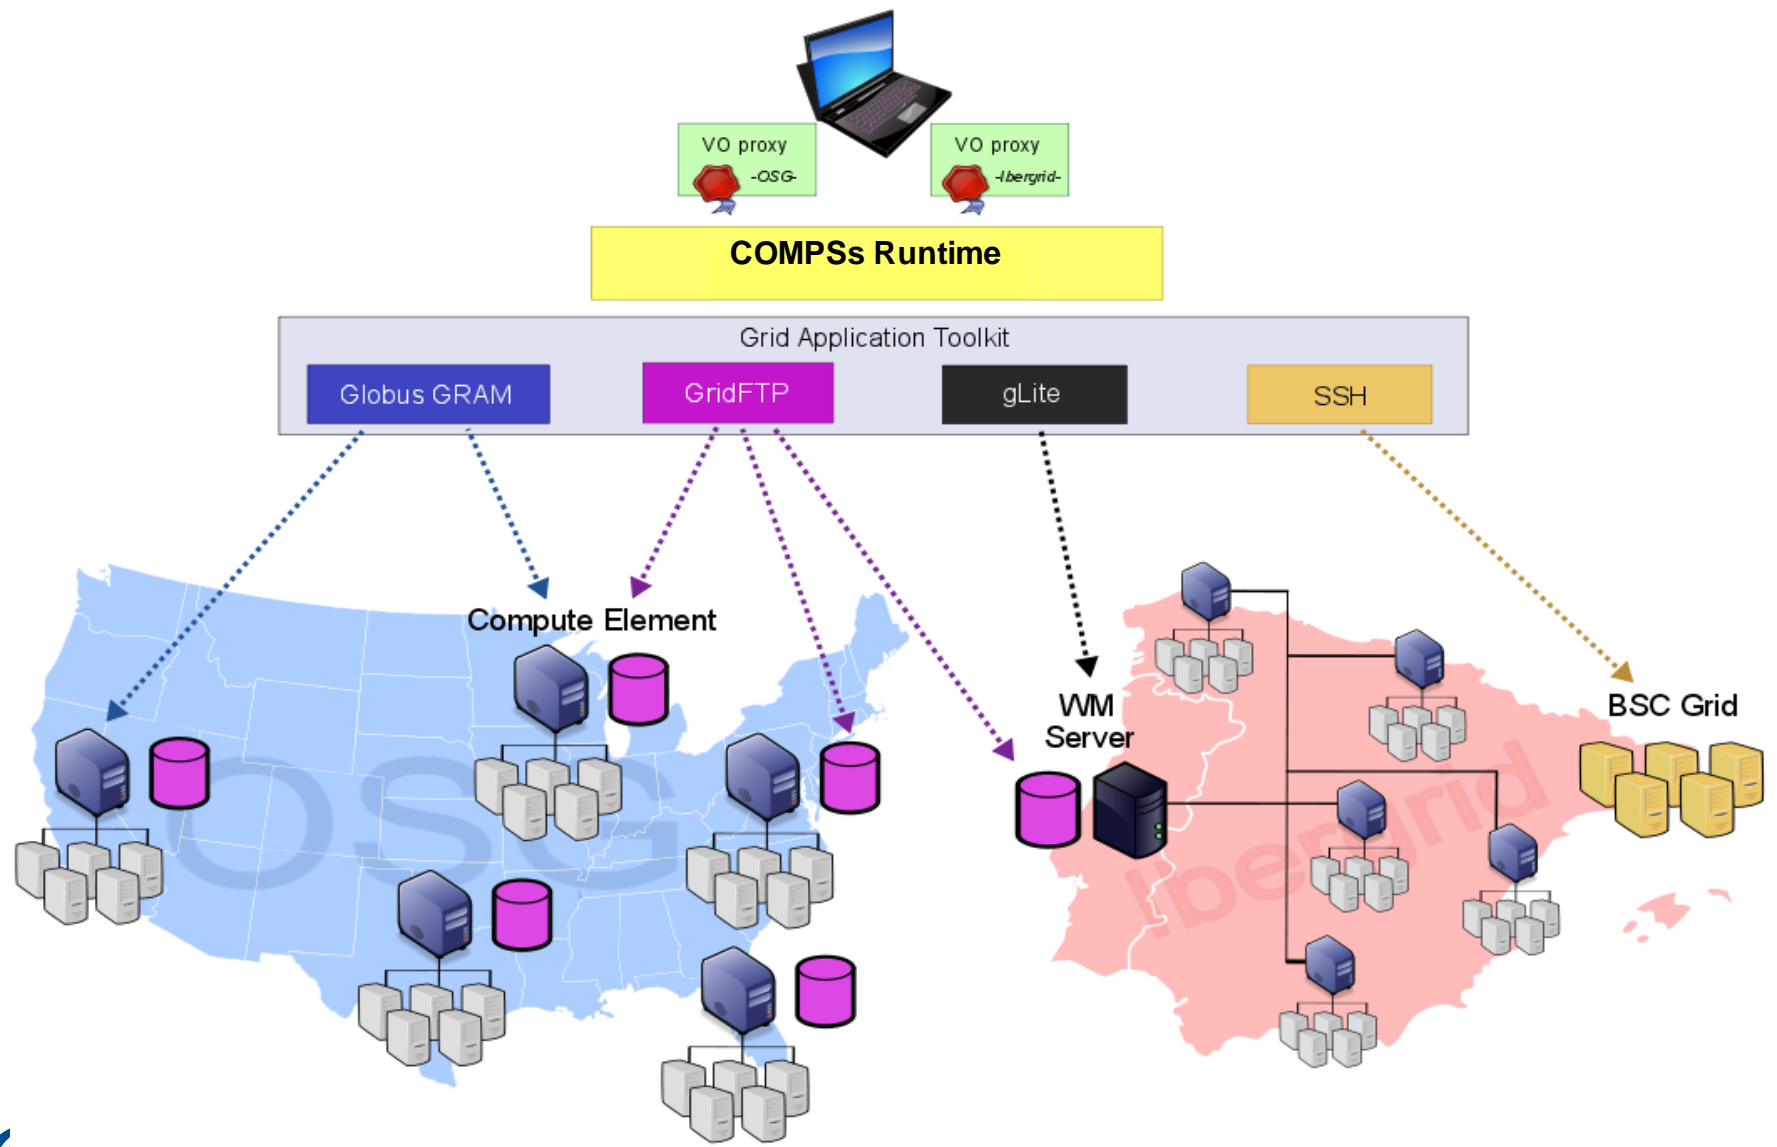 VO proxy
-OSG-
VO proxy
-Ibergrid-
COMPSs Runtime
Grid Application Toolkit
Globus GRAM
GridFTP
gLite
SSH
Compute Element
WM
Server
BSC Grid
OSG
Ibergrid